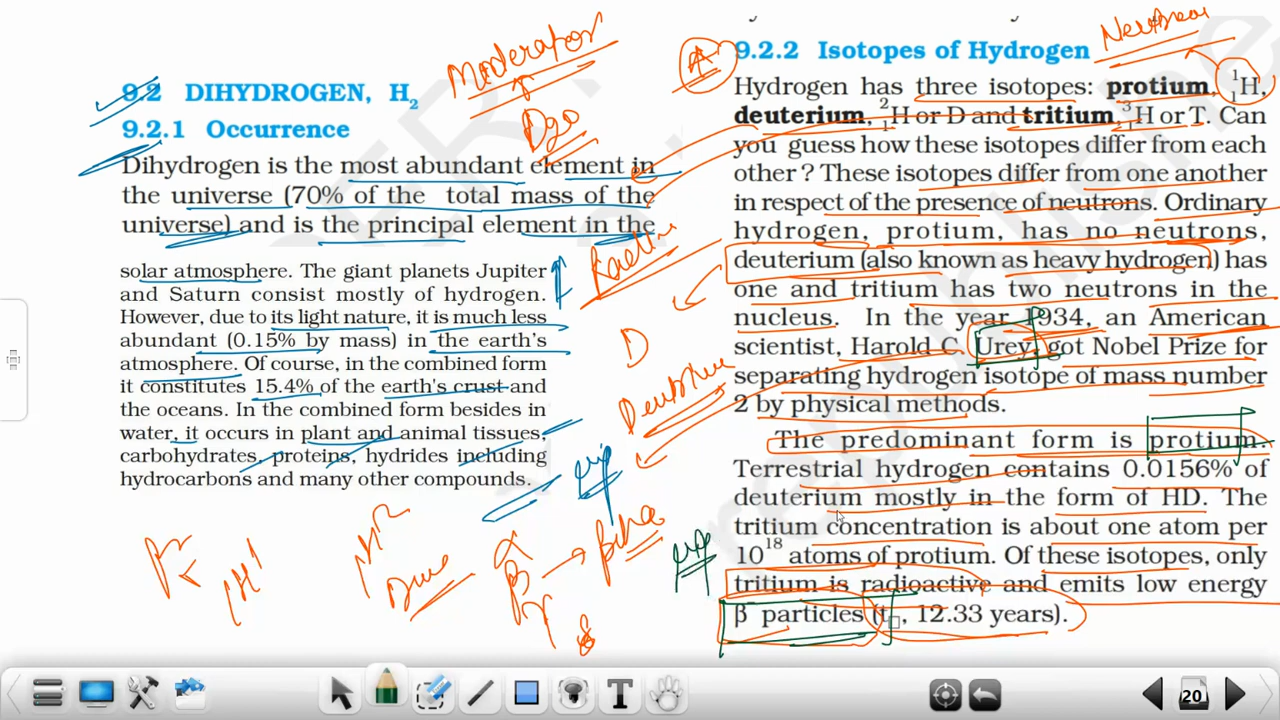 9.2 DIHYDROGEN, H₂
9.2.1 Occurrence
Dihydrogen is the most abundant element in
the universe (70% of the total mass of the
universe) and is the principal element in the
solar atmosphere. The giant planets Jupiter
and Saturn consist mostly of hydrogen.
However, due to its light nature, it is much less
abundant (0.15% by mass) in the earth's
atmosphere. Of course, in the combined form
it constitutes 15.4% of the earth's crust and
the oceans. In the combined form besides in
water, it occurs in plant and animal tissues,
carbohydrates, proteins, hydrides including
hydrocarbons and many other compounds.
Moderator
D₂O
D
α
β
γ
9.2.2 Isotopes of Hydrogen
Hydrogen has three isotopes: protium, ¹₁H,
deuterium, ²₁H or D and tritium, ³₁H or T. Can
you guess how these isotopes differ from each
other ? These isotopes differ from one another
in respect of the presence of neutrons. Ordinary
hydrogen, protium, has no neutrons,
deuterium (also known as heavy hydrogen) has
one and tritium has two neutrons in the
nucleus. In the year 1934, an American
scientist, Harold C. Urey, got Nobel Prize for
separating hydrogen isotope of mass number
2 by physical methods.
The predominant form is protium.
Terrestrial hydrogen contains 0.0156% of
deuterium mostly in the form of HD. The
tritium concentration is about one atom per
10¹⁸ atoms of protium. Of these isotopes, only
tritium is radioactive and emits low energy
β⁻ particles (t , 12.33 years).
20